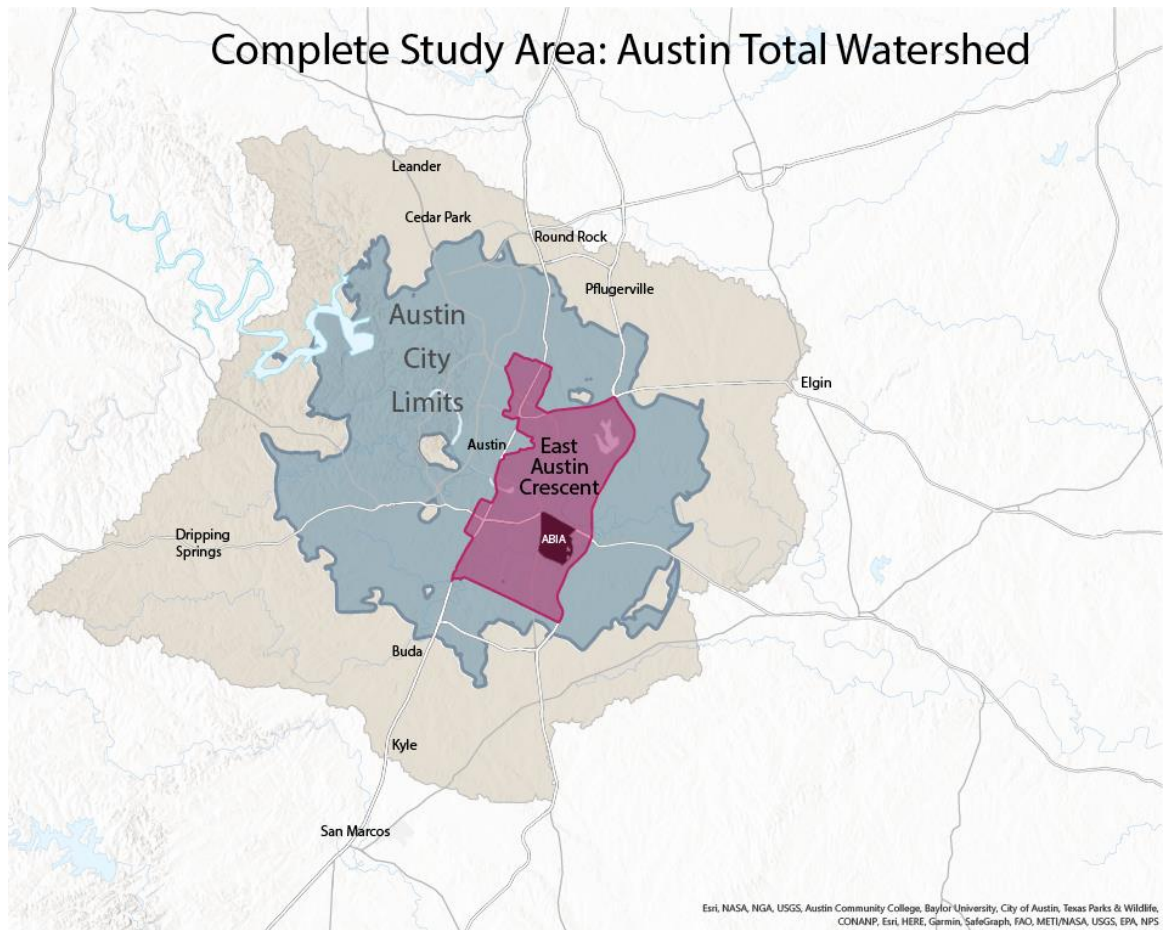 Complete Study Area: Austin Total Watershed
Leander
Cedar Park
Round Rock
Pflugerville
Austin
City
Limits
Elgin
Austin
East
Austin
Crescent
Dripping
Springs
ABIA
Buda
Kyle
San Marcos
Esri, NASA, NGA, USGS, Austin Community College, Baylor University, City of Austin, Texas Parks & Wildlife,
CONANP, Esri, HERE, Garmin, SafeGraph, FAO, METI/NASA, USGS, EPA, NPS